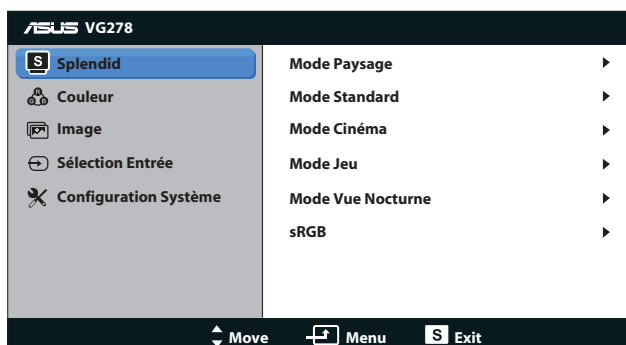 ASUS VG278
S Splendid
Couleur
Image
Sélection Entrée
Configuration Système
Mode Paysage
Mode Standard
Mode Cinéma
Mode Jeu
Mode Vue Nocturne
sRGB
Move Menu S Exit